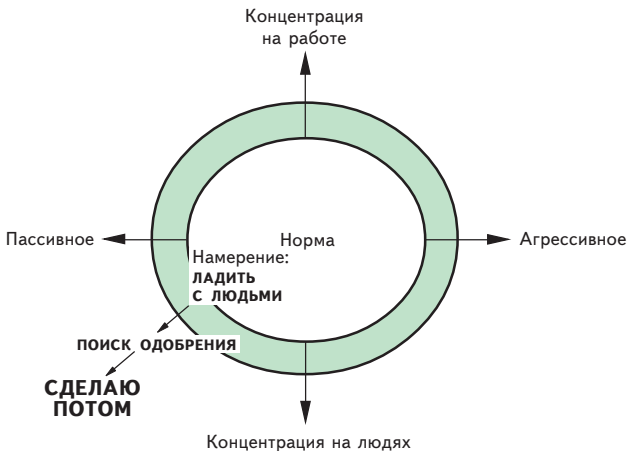 Концентрация
на работе
Пассивное
Норма
Агрессивное
Намерение:
ЛАДИТЬ
С ЛЮДЬМИ
ПОИСК ОДОБРЕНИЯ
СДЕЛАЮ
ПОТОМ
Концентрация на людях